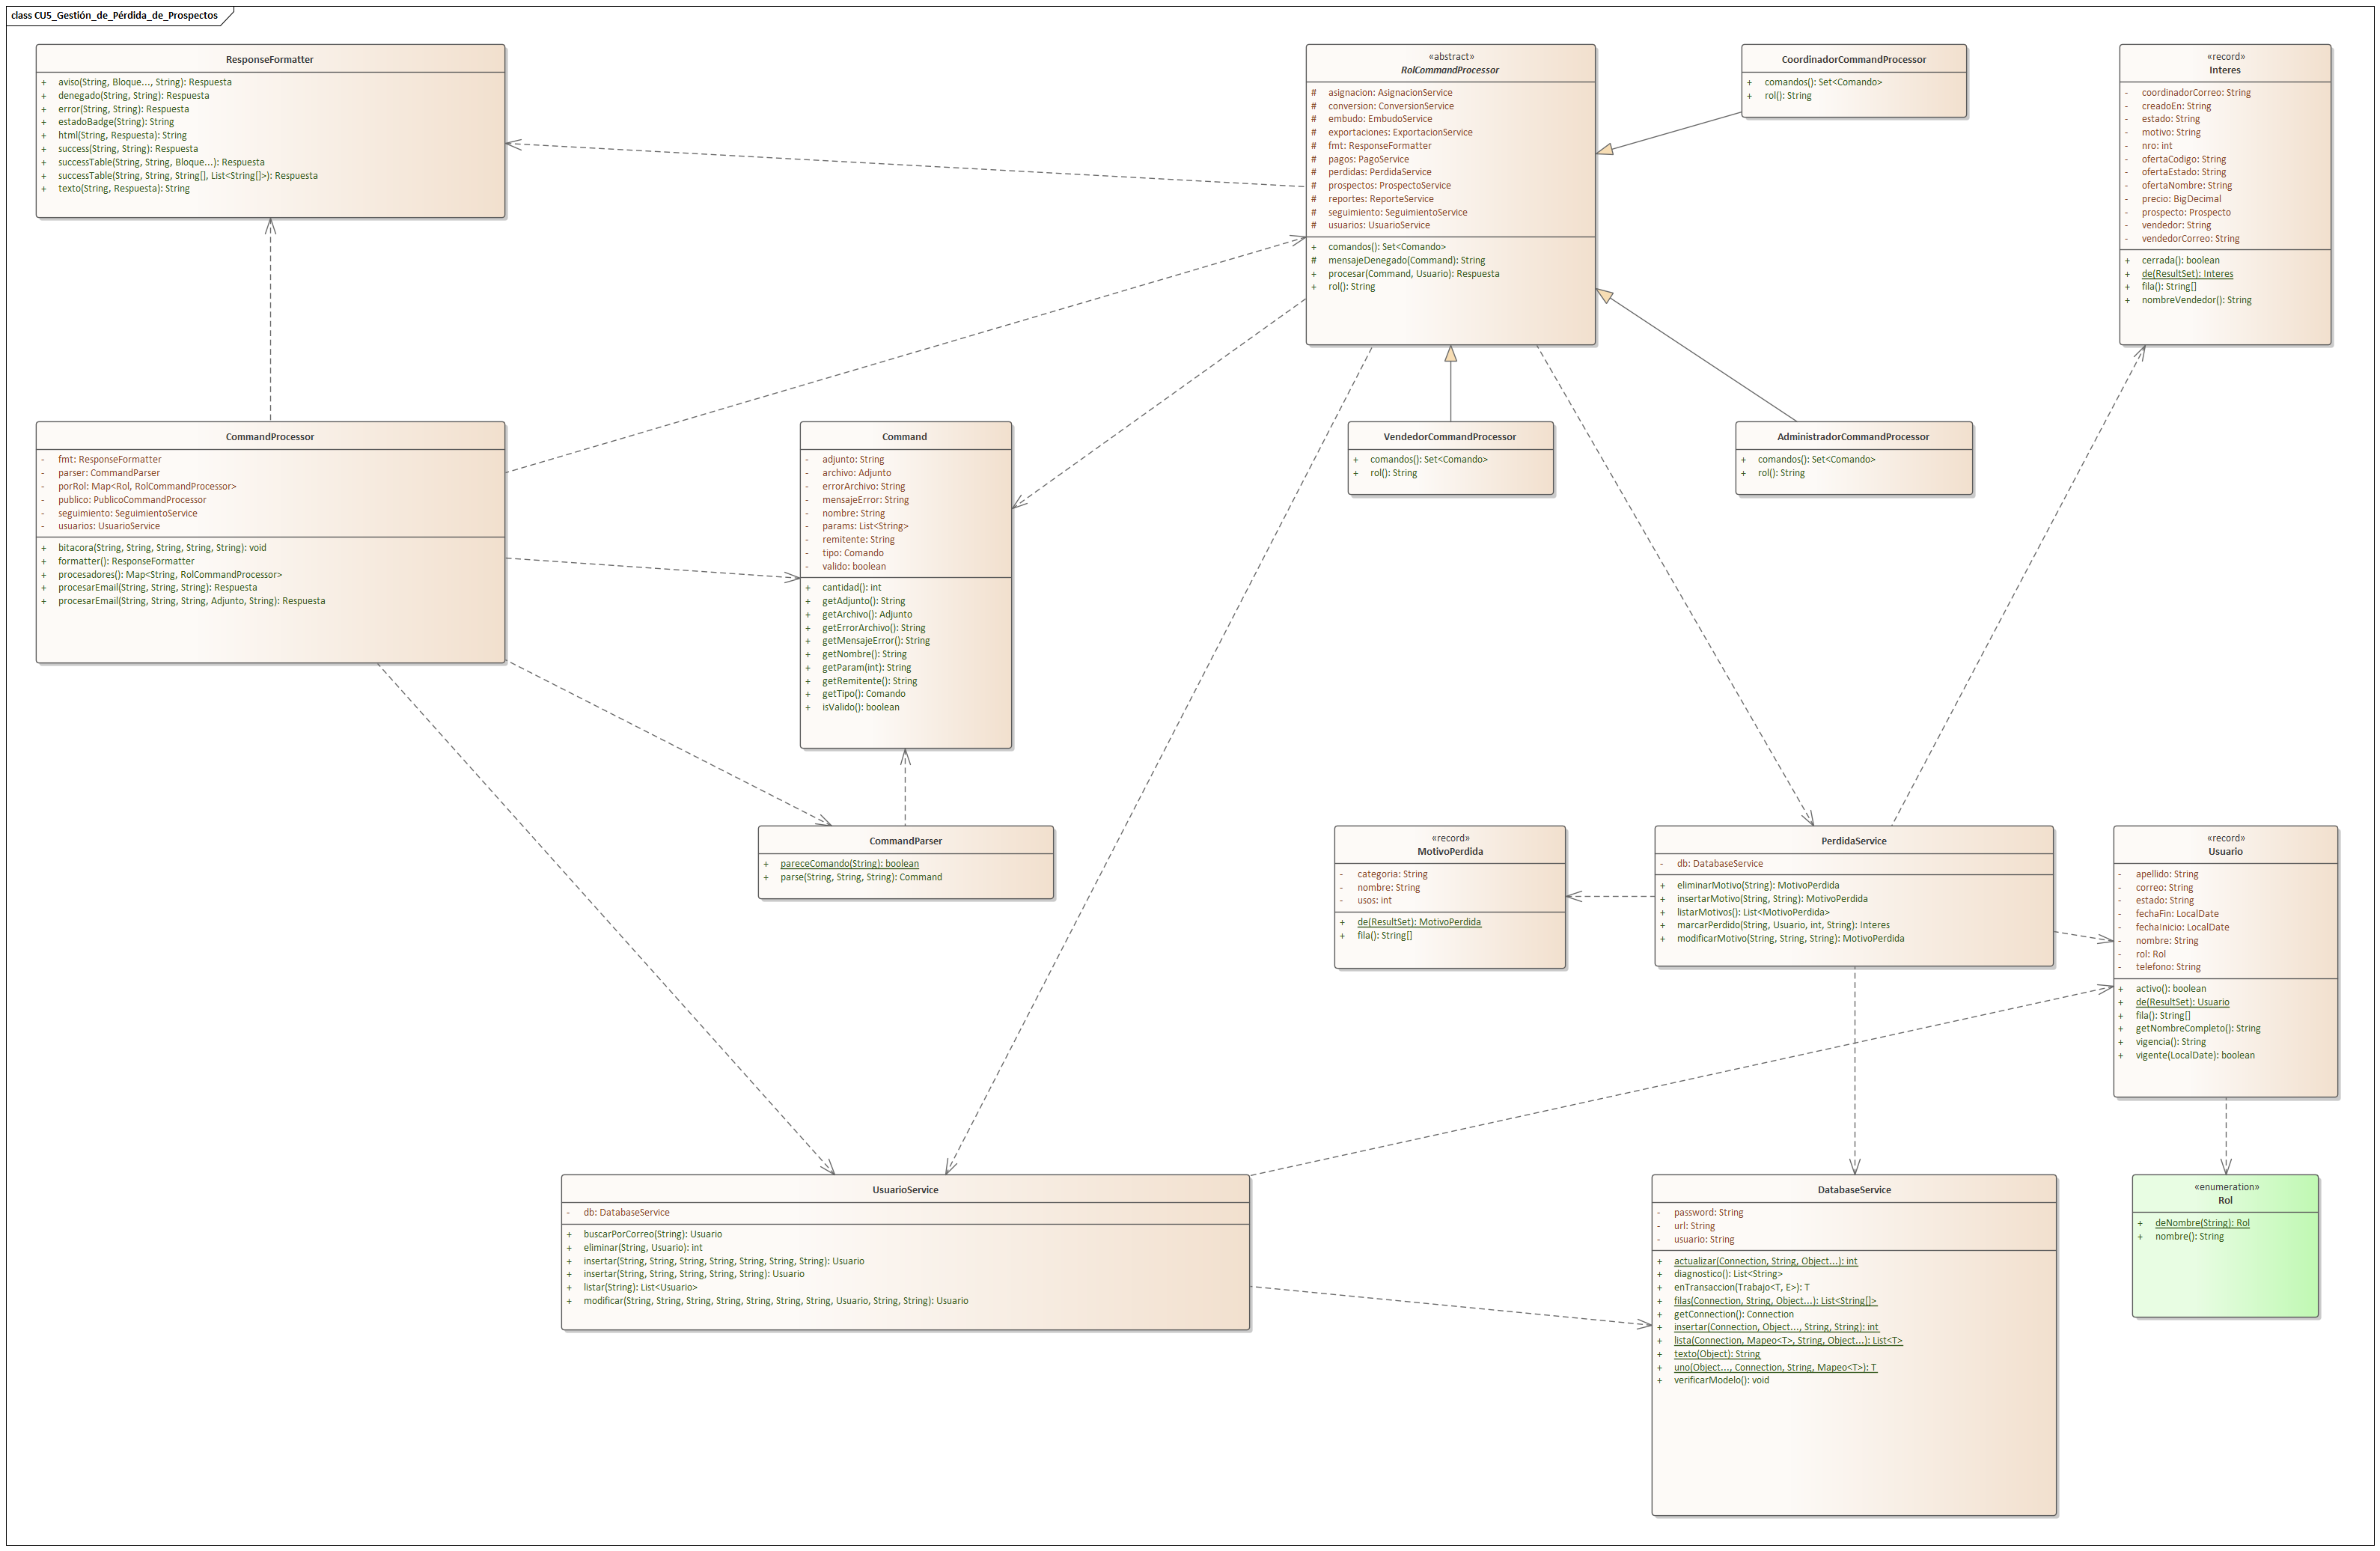 class CU5_Gestión_de_Pérdida_de_Prospectos
ResponseFormatter
+ aviso(String, Bloque..., String): Respuesta
+ denegado(String, String): Respuesta
+ error(String, String): Respuesta
+ estadoBadge(String): String
+ html(String, Respuesta): String
+ success(String, String): Respuesta
+ successTable(String, String, Bloque...): Respuesta
+ successTable(String, String, String[], List<String[]>): Respuesta
+ texto(String, Respuesta): String
«abstract»
RolCommandProcessor
# asignacion: AsignacionService
# conversion: ConversionService
# embudo: EmbudoService
# exportaciones: ExportacionService
# fmt: ResponseFormatter
# pagos: PagoService
# perdidas: PerdidaService
# prospectos: ProspectoService
# reportes: ReporteService
# seguimiento: SeguimientoService
# usuarios: UsuarioService
+ comandos(): Set<Comando>
# mensajeDenegado(Command): String
+ procesar(Command, Usuario): Respuesta
+ rol(): String
CoordinadorCommandProcessor
+ comandos(): Set<Comando>
+ rol(): String
«record»
Interes
- coordinadorCorreo: String
- creadoEn: String
- estado: String
- motivo: String
- nro: int
- ofertaCodigo: String
- ofertaEstado: String
- ofertaNombre: String
- precio: BigDecimal
- prospecto: Prospecto
- vendedor: String
- vendedorCorreo: String
+ cerrada(): boolean
+ de(ResultSet): Interes
+ fila(): String[]
+ nombreVendedor(): String
CommandProcessor
- fmt: ResponseFormatter
- parser: CommandParser
- porRol: Map<Rol, RolCommandProcessor>
- publico: PublicoCommandProcessor
- seguimiento: SeguimientoService
- usuarios: UsuarioService
+ bitacora(String, String, String, String, String): void
+ formatter(): ResponseFormatter
+ procesadores(): Map<String, RolCommandProcessor>
+ procesarEmail(String, String, String): Respuesta
+ procesarEmail(String, String, String, Adjunto, String): Respuesta
Command
- adjunto: String
- archivo: Adjunto
- errorArchivo: String
- mensajeError: String
- nombre: String
- params: List<String>
- remitente: String
- tipo: Comando
- valido: boolean
+ cantidad(): int
+ getAdjunto(): String
+ getArchivo(): Adjunto
+ getErrorArchivo(): String
+ getMensajeError(): String
+ getNombre(): String
+ getParam(int): String
+ getRemitente(): String
+ getTipo(): Comando
+ isValido(): boolean
VendedorCommandProcessor
+ comandos(): Set<Comando>
+ rol(): String
AdministradorCommandProcessor
+ comandos(): Set<Comando>
+ rol(): String
CommandParser
+ pareceComando(String): boolean
+ parse(String, String, String): Command
«record»
MotivoPerdida
- categoria: String
- nombre: String
- usos: int
+ de(ResultSet): MotivoPerdida
+ fila(): String[]
PerdidaService
- db: DatabaseService
+ eliminarMotivo(String): MotivoPerdida
+ insertarMotivo(String, String): MotivoPerdida
+ listarMotivos(): List<MotivoPerdida>
+ marcarPerdido(String, Usuario, int, String): Interes
+ modificarMotivo(String, String, String): MotivoPerdida
«record»
Usuario
- apellido: String
- correo: String
- estado: String
- fechaFin: LocalDate
- fechaInicio: LocalDate
- nombre: String
- rol: Rol
- telefono: String
+ activo(): boolean
+ de(ResultSet): Usuario
+ fila(): String[]
+ getNombreCompleto(): String
+ vigencia(): String
+ vigente(LocalDate): boolean
UsuarioService
- db: DatabaseService
+ buscarPorCorreo(String): Usuario
+ eliminar(String, Usuario): int
+ insertar(String, String, String, String, String, String, String): Usuario
+ insertar(String, String, String, String, String): Usuario
+ listar(String): List<Usuario>
+ modificar(String, String, String, String, String, String, String, Usuario, String, String): Usuario
DatabaseService
- password: String
- url: String
- usuario: String
+ actualizar(Connection, String, Object...): int
+ diagnostico(): List<String>
+ enTransaccion(Trabajo<T, E>): T
+ filas(Connection, String, Object...): List<String[]>
+ getConnection(): Connection
+ insertar(Connection, Object..., String, String): int
+ lista(Connection, Mapeo<T>, String, Object...): List<T>
+ texto(Object): String
+ uno(Object..., Connection, String, Mapeo<T>): T
+ verificarModelo(): void
«enumeration»
Rol
+ deNombre(String): Rol
+ nombre(): String